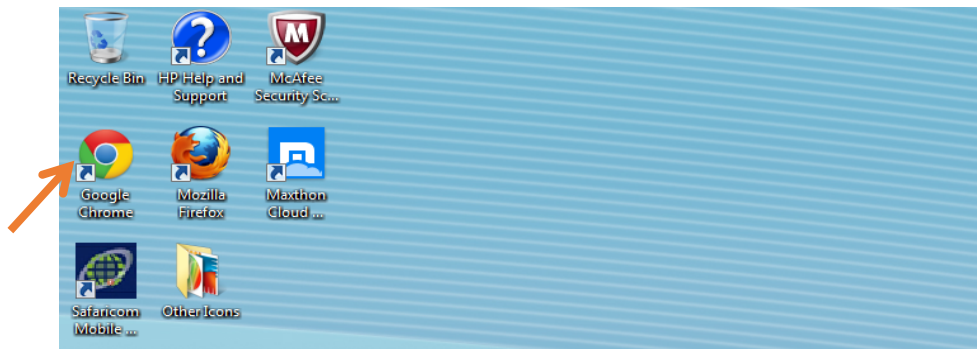 Recycle Bin
HP Help and
Support
McAfee
Security Sc...
Google
Chrome
Mozilla
Firefox
Maxthon
Cloud ...
Safaricom
Mobile ...
Other Icons